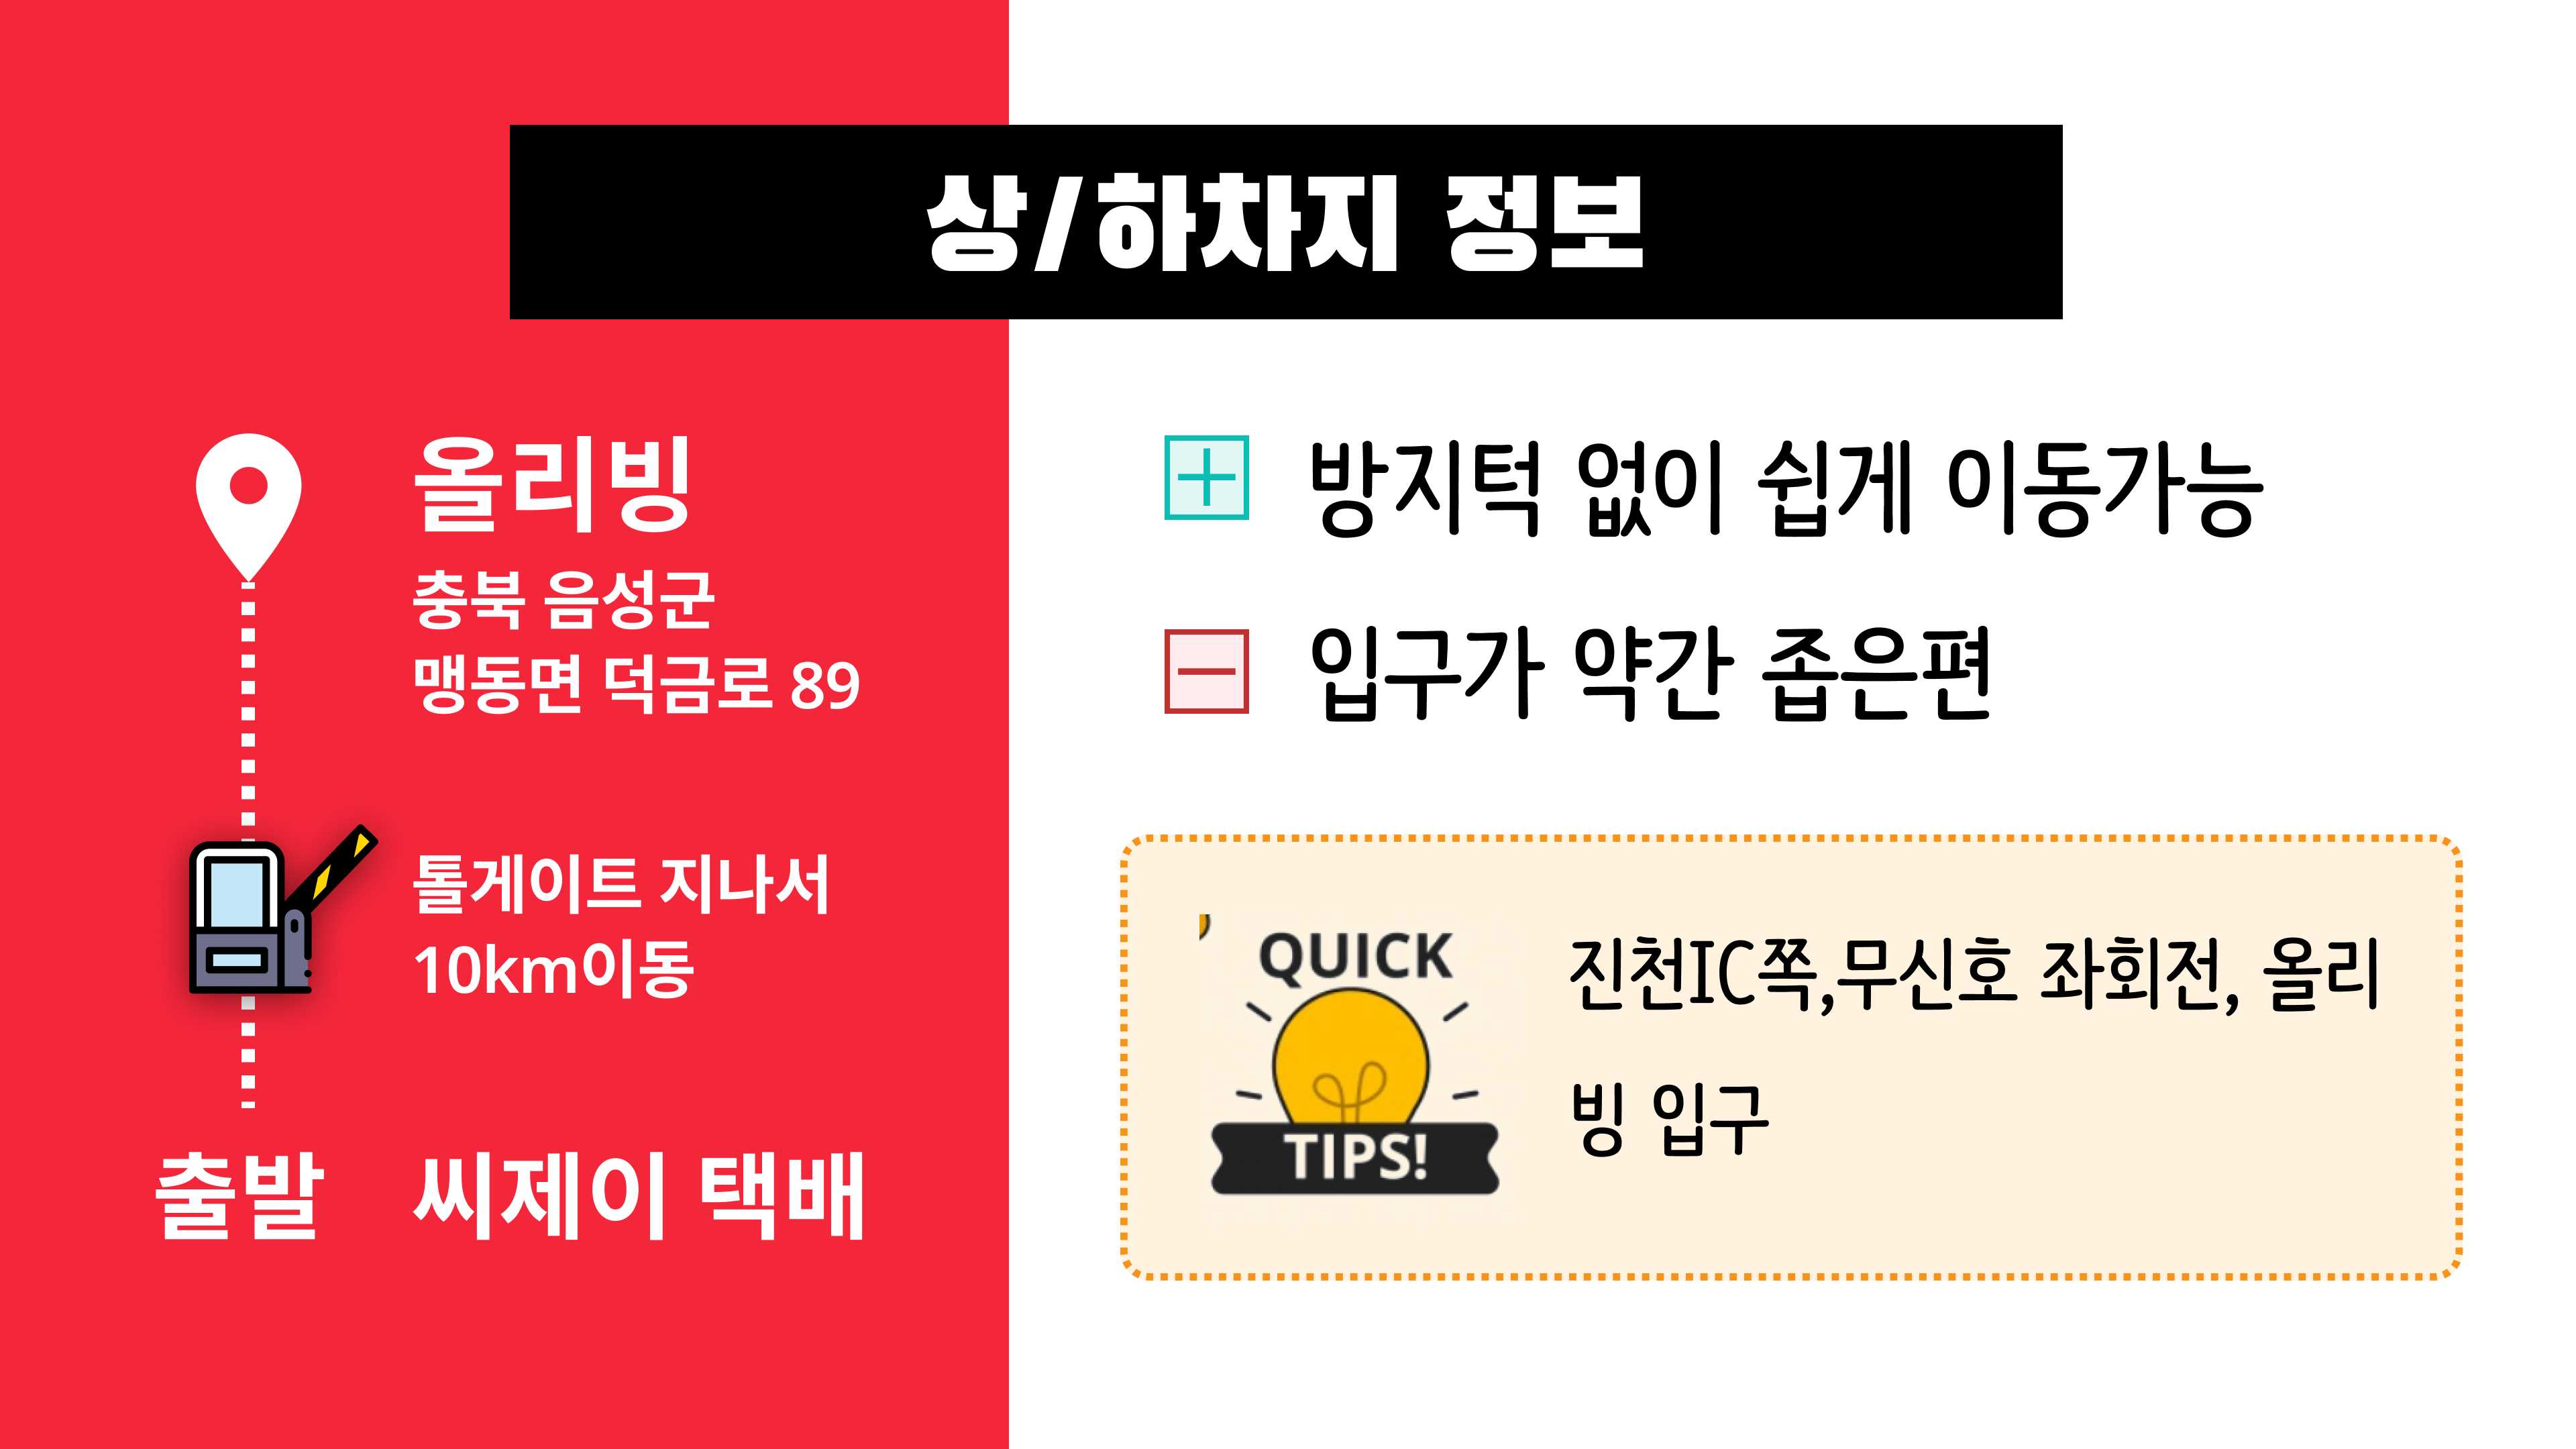 상/하차지 정보
올리빙
충북 음성군
맹동면 덕금로 89
톨게이트 지나서
10km이동
출발 씨제이 택배
방지턱 없이 쉽게 이동가능
입구가 약간 좁은편
QUICK
TIPS!
진천IC쪽,무신호 좌회전, 올리
빙 입구